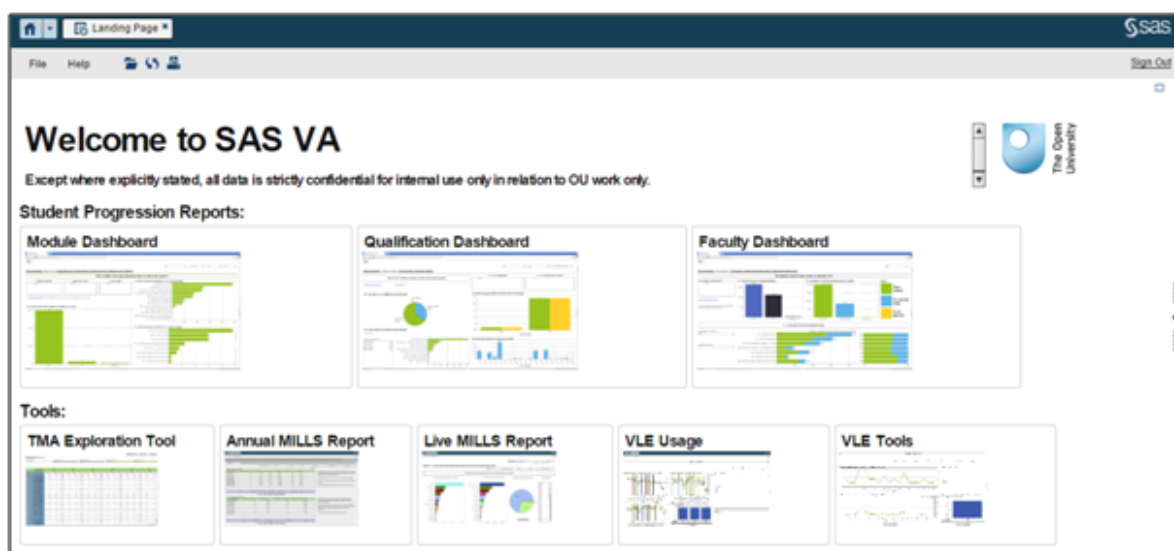 Landing Page
sas
File Help
Sign Out
Welcome to SAS VA
The Open
University
Except where explicitly stated, all data is strictly confidential for internal use only in relation to OU work only.
Student Progression Reports:
Module Dashboard
Qualification Dashboard
Faculty Dashboard
Tools:
TMA Exploration Tool
Annual MILLS Report
Live MILLS Report
VLE Usage
VLE Tools